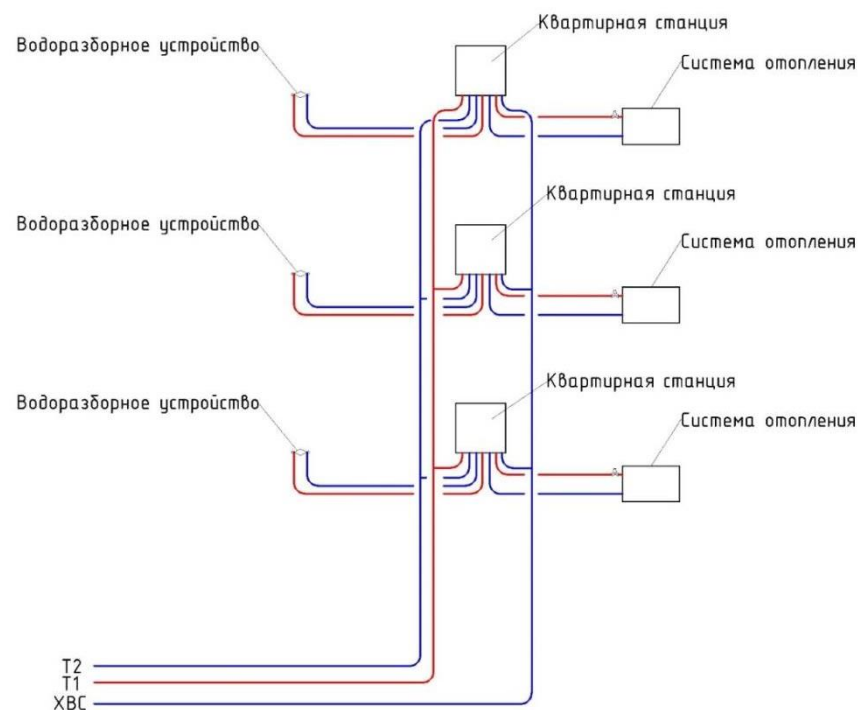 Квартирная станция
Водоразборное устройство
Система отопления
Квартирная станция
Водоразборное устройство
Система отопления
Квартирная станция
Водоразборное устройство
Система отопления
Т2
Т1
ХВС